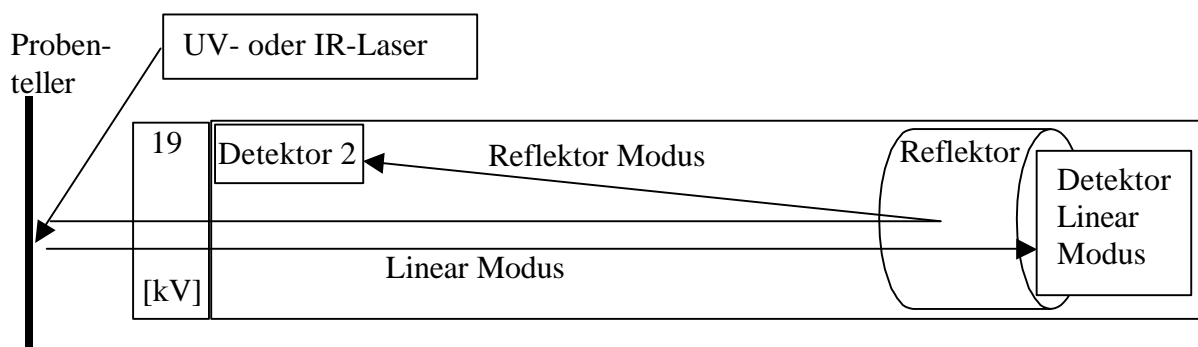 Proben-
teller
UV- oder IR-Laser
19
[kV]
Detektor 2
Reflektor Modus
Linear Modus
Reflektor
Detektor
Linear
Modus